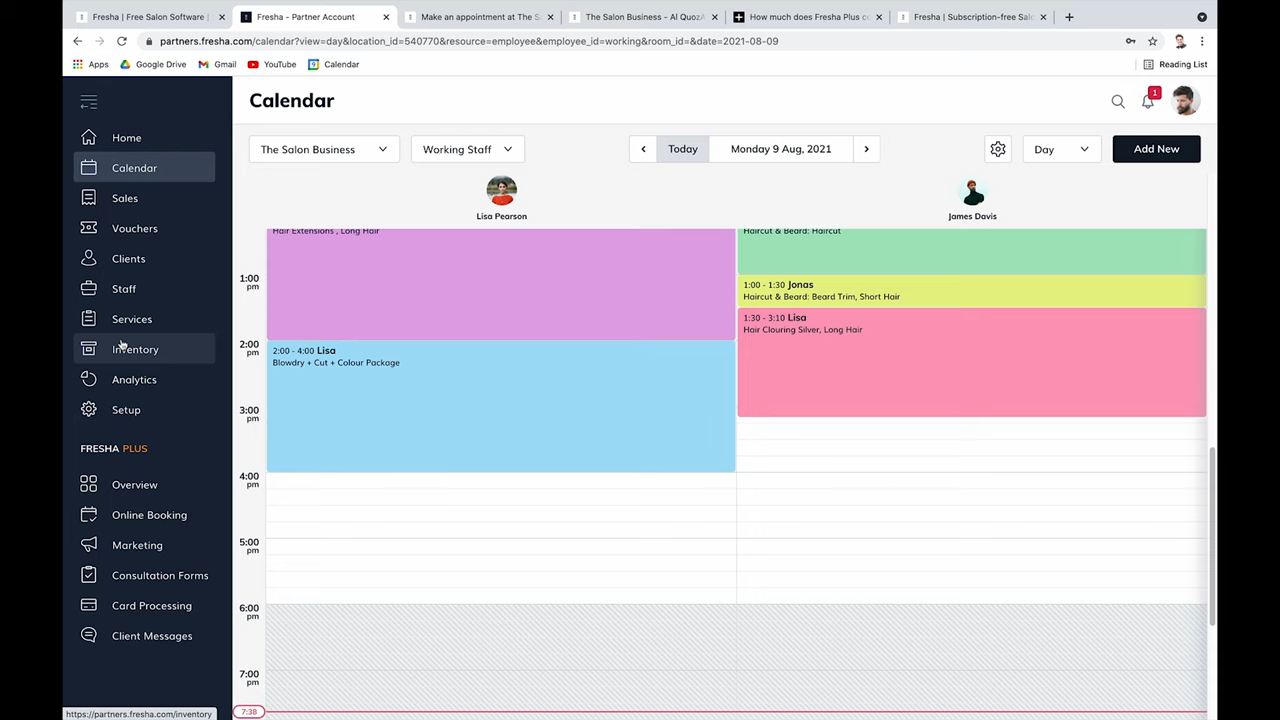 Fresha | Free Salon Software |
Fresha - Partner Account
Make an appointment at The S
The Salon Business - Al QuozA
How much does Fresha Plus co
Fresha | Subscription-free Salo
partners.fresha.com/calendar?view=day&location_id=540770&resource=employee&employee_id=working&room_id=&date=2021-08-09
Apps
Google Drive
Gmail
YouTube
Calendar
Reading List
Home
Calendar
Sales
Vouchers
Clients
Staff
Services
Inventory
Analytics
Setup
FRESHA PLUS
Overview
Online Booking
Marketing
Consultation Forms
Card Processing
Client Messages
https://partners.fresha.com/inventory
Calendar
1
The Salon Business
Working Staff
Today
Monday 9 Aug, 2021
Day
Add New
Lisa Pearson
James Davis
Hair Extensions , Long Hair
Haircut & Beard: Haircut
1:00 pm
1:00 - 1:30 Jonas
Haircut & Beard: Beard Trim, Short Hair
1:30 - 3:10 Lisa
Hair Clouring Silver, Long Hair
2:00 pm
2:00 - 4:00 Lisa
Blowdry + Cut + Colour Package
3:00 pm
4:00 pm
5:00 pm
6:00 pm
7:00 pm
7:38